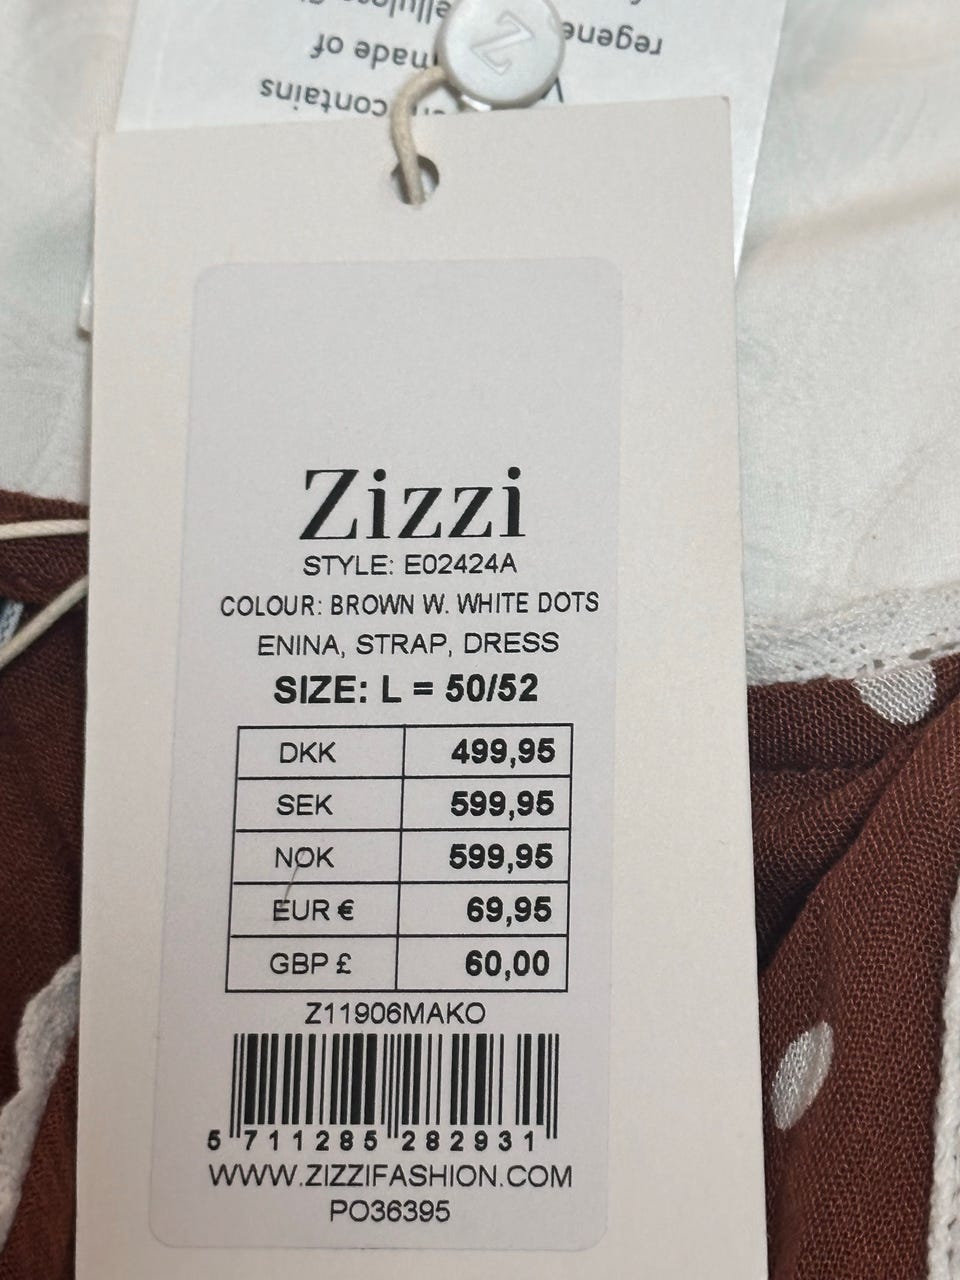 regene
made of
contains
Z
Zizzi
STYLE: E02424A
COLOUR: BROWN W. WHITE DOTS
ENINA, STRAP, DRESS
SIZE: L = 50/52
DKK 499,95
SEK 599,95
NOK 599,95
EUR € 69,95
GBP £ 60,00
Z11906MAKO
5 711285 282931
WWW.ZIZZIFASHION.COM
PO36395